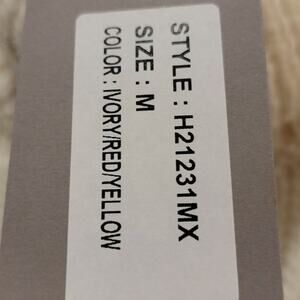 STYLE : H21231MX
SIZE : M
COLOR : IVORY/RED/YELLOW